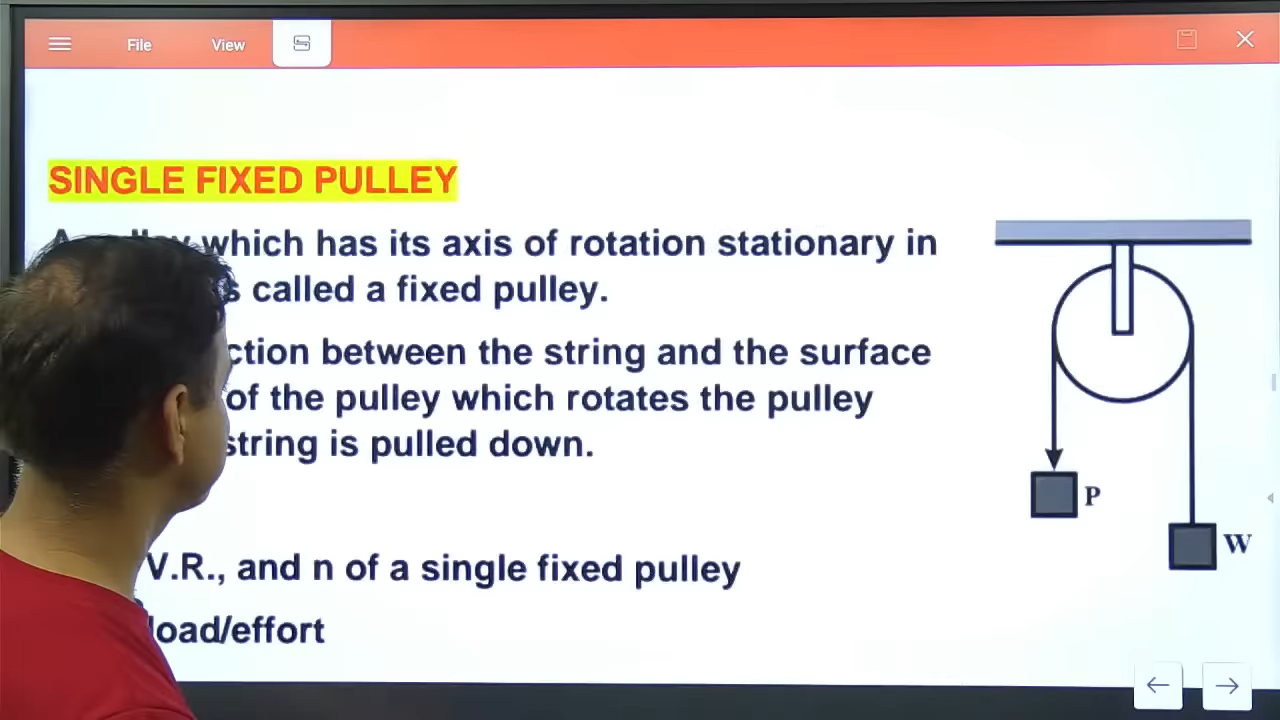 File View
SINGLE FIXED PULLEY
which has its axis of rotation stationary in
called a fixed pulley.
between the string and the surface
of the pulley which rotates the pulley
string is pulled down.
P
W
V.R., and n of a single fixed pulley
load/effort